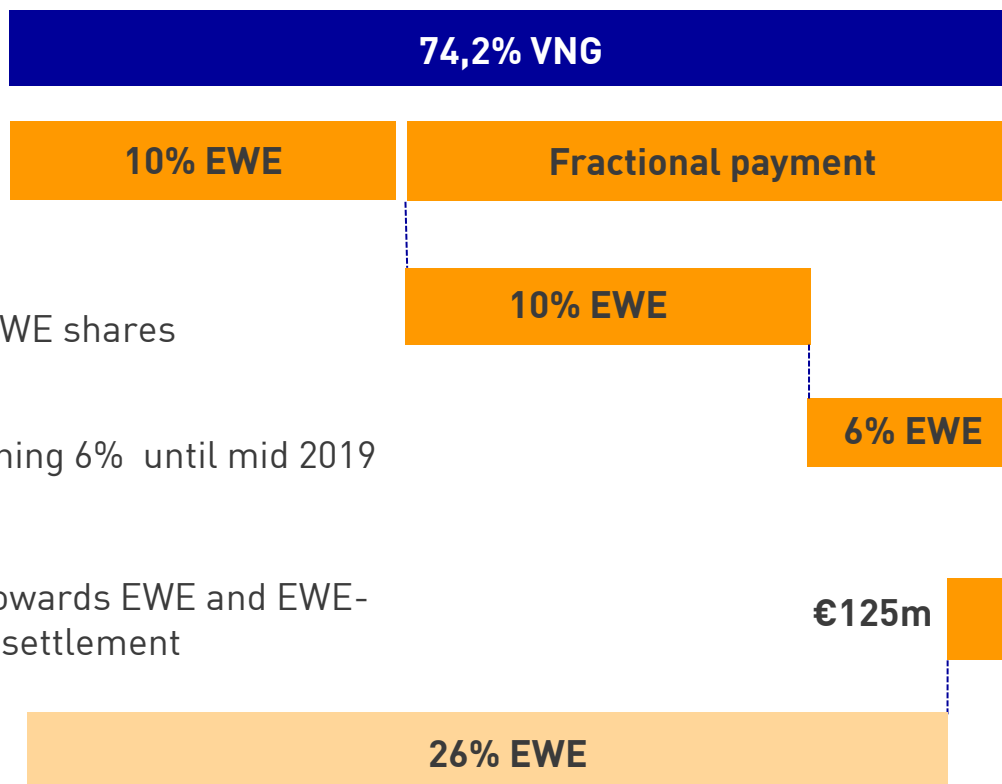 74,2% VNG
10% EWE
Fractional payment
10% EWE
WE shares
6% EWE
ning 6% until mid 2019
owards EWE and EWE-
settlement
€125m
26% EWE